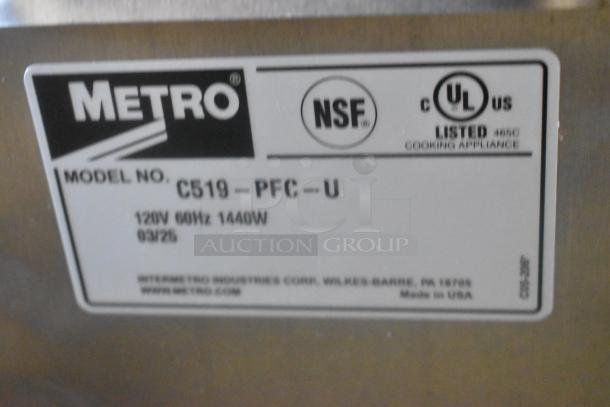 METRO®
NSF®
C UL® US
LISTED 465C
COOKING APPLIANCE
MODEL NO. C519-PFC-U
120V 60Hz 1440W
03/25
PCI
AUCTION GROUP
INTERMETRO INDUSTRIES CORP., WILKES-BARRE, PA 18705
WWW.METRO.COM
Made in USA